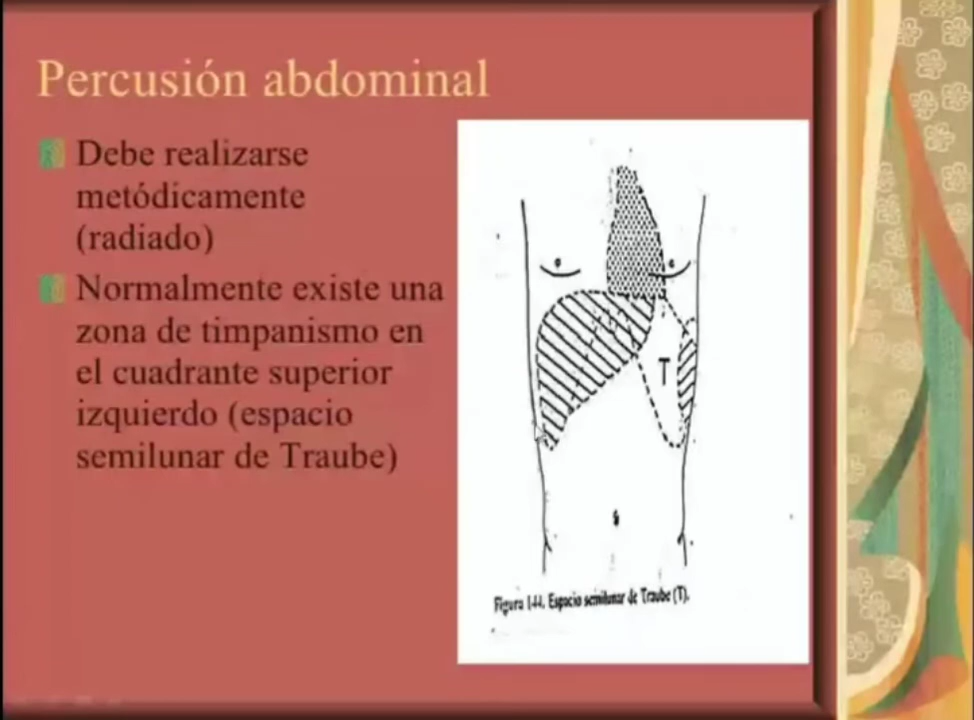 Percusión abdominal
Debe realizarse
metódicamente
(radiado)
Normalmente existe una
zona de timpanismo en
el cuadrante superior
izquierdo (espacio
semilunar de Traube)
T
Figura 144. Espacio semilunar de Traube (T).